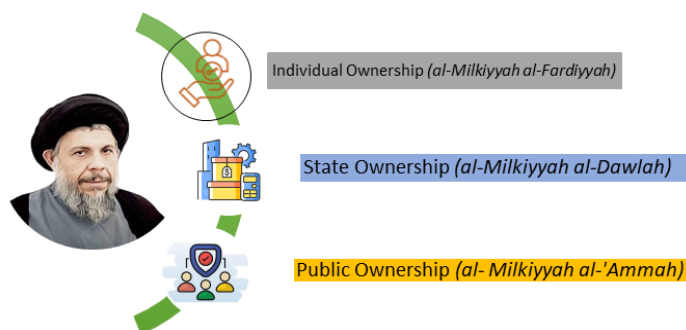 Individual Ownership (al-Milkiyyah al-Fardiyyah)
State Ownership (al-Milkiyyah al-Dawlah)
Public Ownership (al- Milkiyyah al-'Ammah)